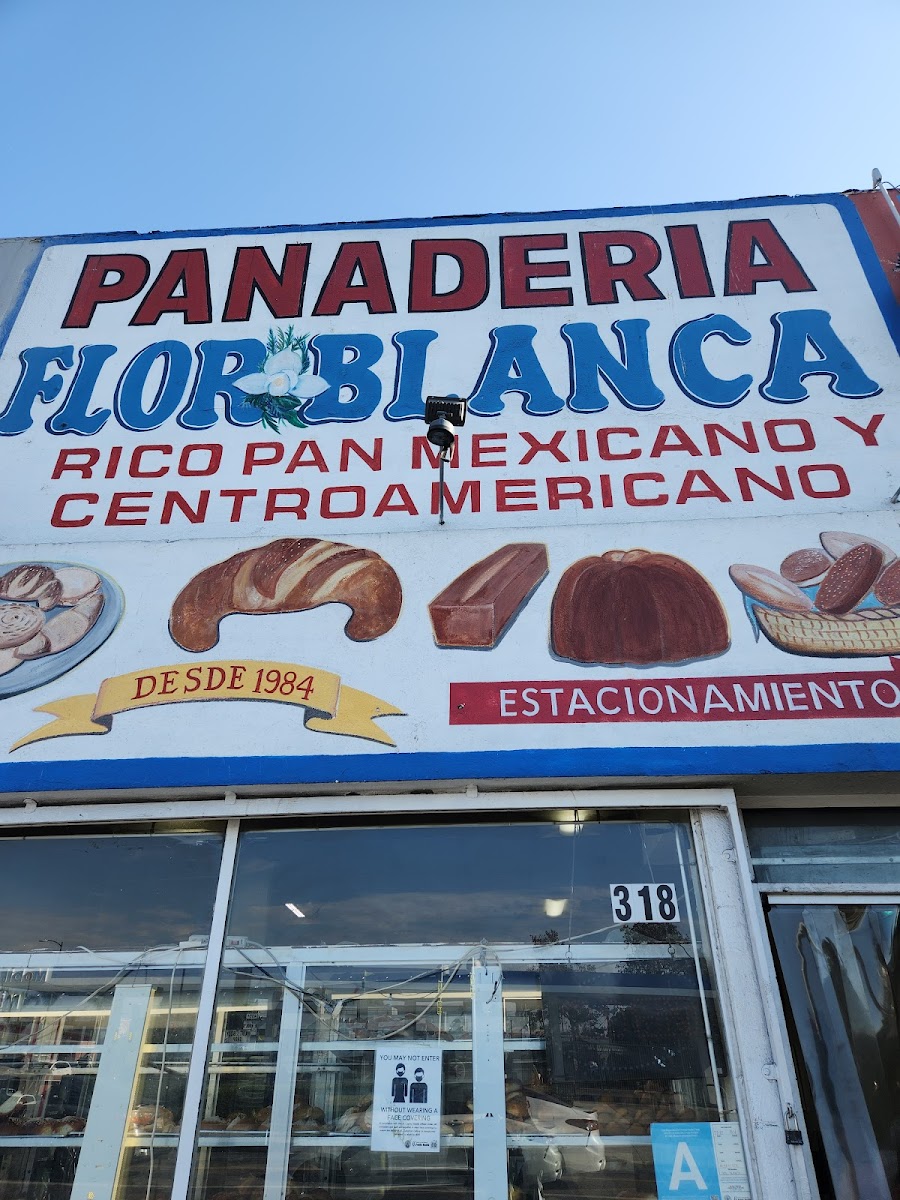 PANADERIA
FLOR BLANCA
RICO PAN MEXICANO Y
CENTROAMERICANO
DESDE 1984
ESTACIONAMIENTO
318
YOU MAY NOT ENTER
WITHOUT WEARING A
FACE COVERING
A